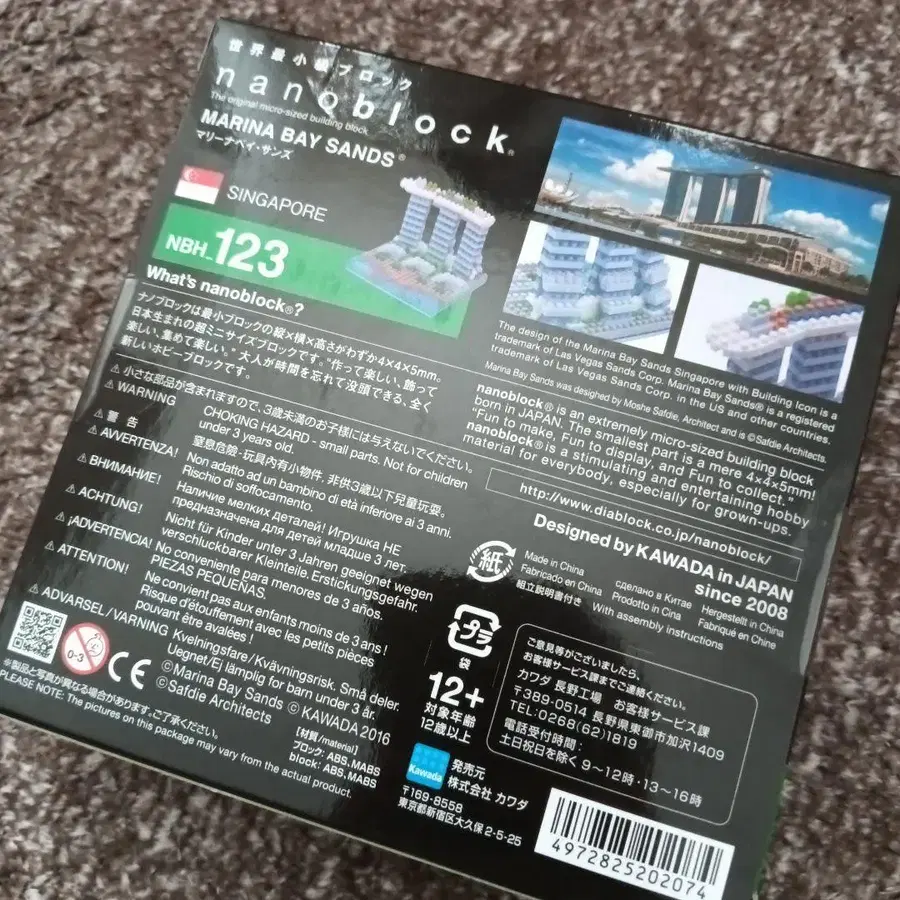 世界最小級ブロック
nanoblock®
The original micro-sized building block
MARINA BAY SANDS®
マリーナベイ・サンズ
SINGAPORE
NBH_123
What's nanoblock®?
ナノブロックは最小ブロックの縦×横×高さがわずか4×4×5mm。
日本生まれの超ミニサイズブロックです。"作って楽しい、飾って
楽しい、集めて楽しい。" 大人が時間を忘れて没頭できる、全く
新しいホビーブロックです。
⚠ 小さな部品が含まれますので、3歳未満のお子様には与えないでください。
⚠ WARNING CHOKING HAZARD - small parts. Not for children
under 3 years old.
⚠ 警告 窒息危險·玩具內有小物件. 非供3歲以下兒童玩耍。
⚠ AVVERTENZA! Non adatto ad un bambino di età inferiore ai 3 anni.
Rischio di soffocamento.
⚠ ВНИМАНИЕ! Наличие мелких деталей! Игрушка НЕ
предназначена для детей младше 3 лет.
⚠ ACHTUNG! Nicht für Kinder unter 3 Jahren geeignet wegen
verschluckbarer Kleinteile. Erstickungsgefahr.
⚠ ¡ADVERTENCIA! No conveniente para menores de 3 años.
PIEZAS PEQUEÑAS.
⚠ ATTENTION! Ne convient pas aux enfants moins de 3 ans !
Risque d'étouffement avec les petits pièces
pouvant être avalées !
⚠ ADVARSEL/VARNING Kvelningsfare/Kvävningsrisk. Små deler.
Uegnet/Ej lämplig for barn under 3 år.
0-3
CE
©Marina Bay Sands ©KAWADA 2016
©Safdie Architects
※製品と写真が異なる場合があります。ご了承ください。
PLEASE NOTE: The pictures on this package may vary from the actual product.
[材質/material]
ブロック: ABS, MABS
block: ABS, MABS
The design of the Marina Bay Sands Singapore with Building Icon is a
trademark of Las Vegas Sands Corp. Marina Bay Sands® is a registered
trademark of Las Vegas Sands Corp. in the US and other countries.
Marina Bay Sands was designed by Moshe Safdie, Architect and is ©Safdie Architects.
nanoblock® is an extremely micro-sized building block
born in JAPAN. The smallest part is a mere 4×4×5mm!
"Fun to make, Fun to display, and Fun to collect."
nanoblock® is a stimulating and entertaining hobby
material for everybody, especially for grown-ups.
http://www.diablock.co.jp/nanoblock/
Designed by KAWADA in JAPAN
since 2008
紙
Made in China сделано в Китае Hergestellt in China
Fabricado en China Prodotto in Cina Fabriqué en Chine
組立説明書付き With assembly instructions
プラ
袋
12+
対象年齢
12歳以上
ご意見等がございましたら、
お客様サービス課までご連絡ください。
カワダ 長野工場 お客様サービス課
〒389-0514 長野県東御市加沢1409
TEL:0268(62)1819
電話受付時間:
土日祝日を除く 9~12時・13~16時
Kawada
発売元
株式会社 カワダ
〒169-8558
東京都新宿区大久保2-5-25
4972825202074